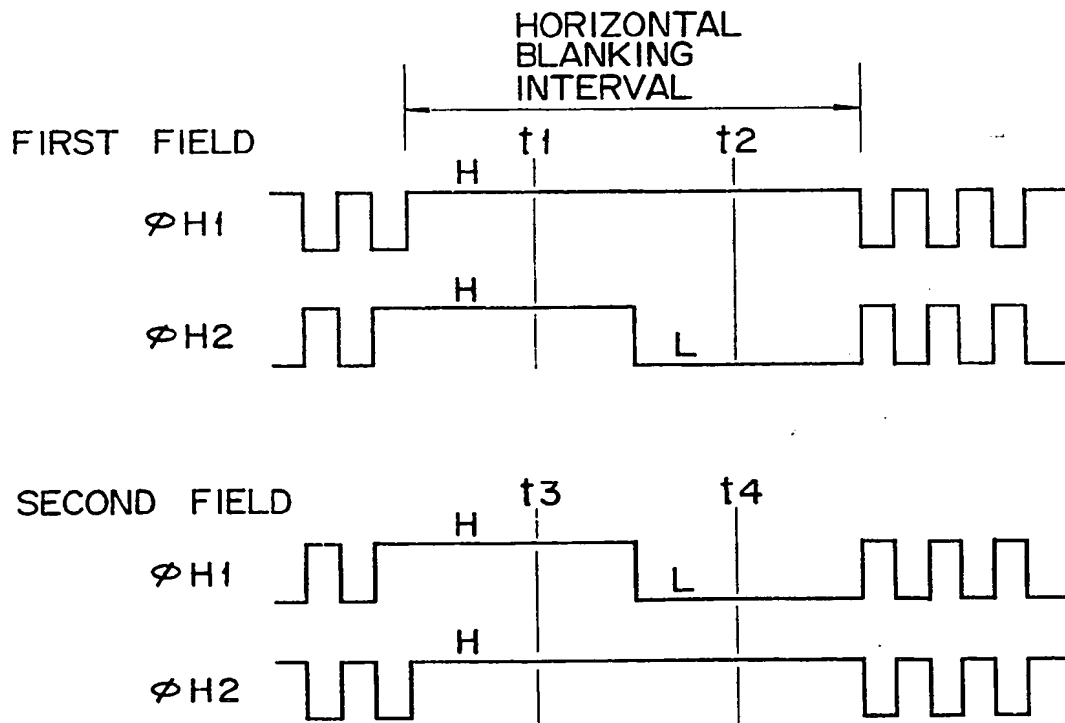 HORIZONTAL
BLANKING
INTERVAL
FIRST FIELD
t1
t2
H
φH1
H
φH2
L
SECOND FIELD
t3
t4
H
φH1
L
H
φH2